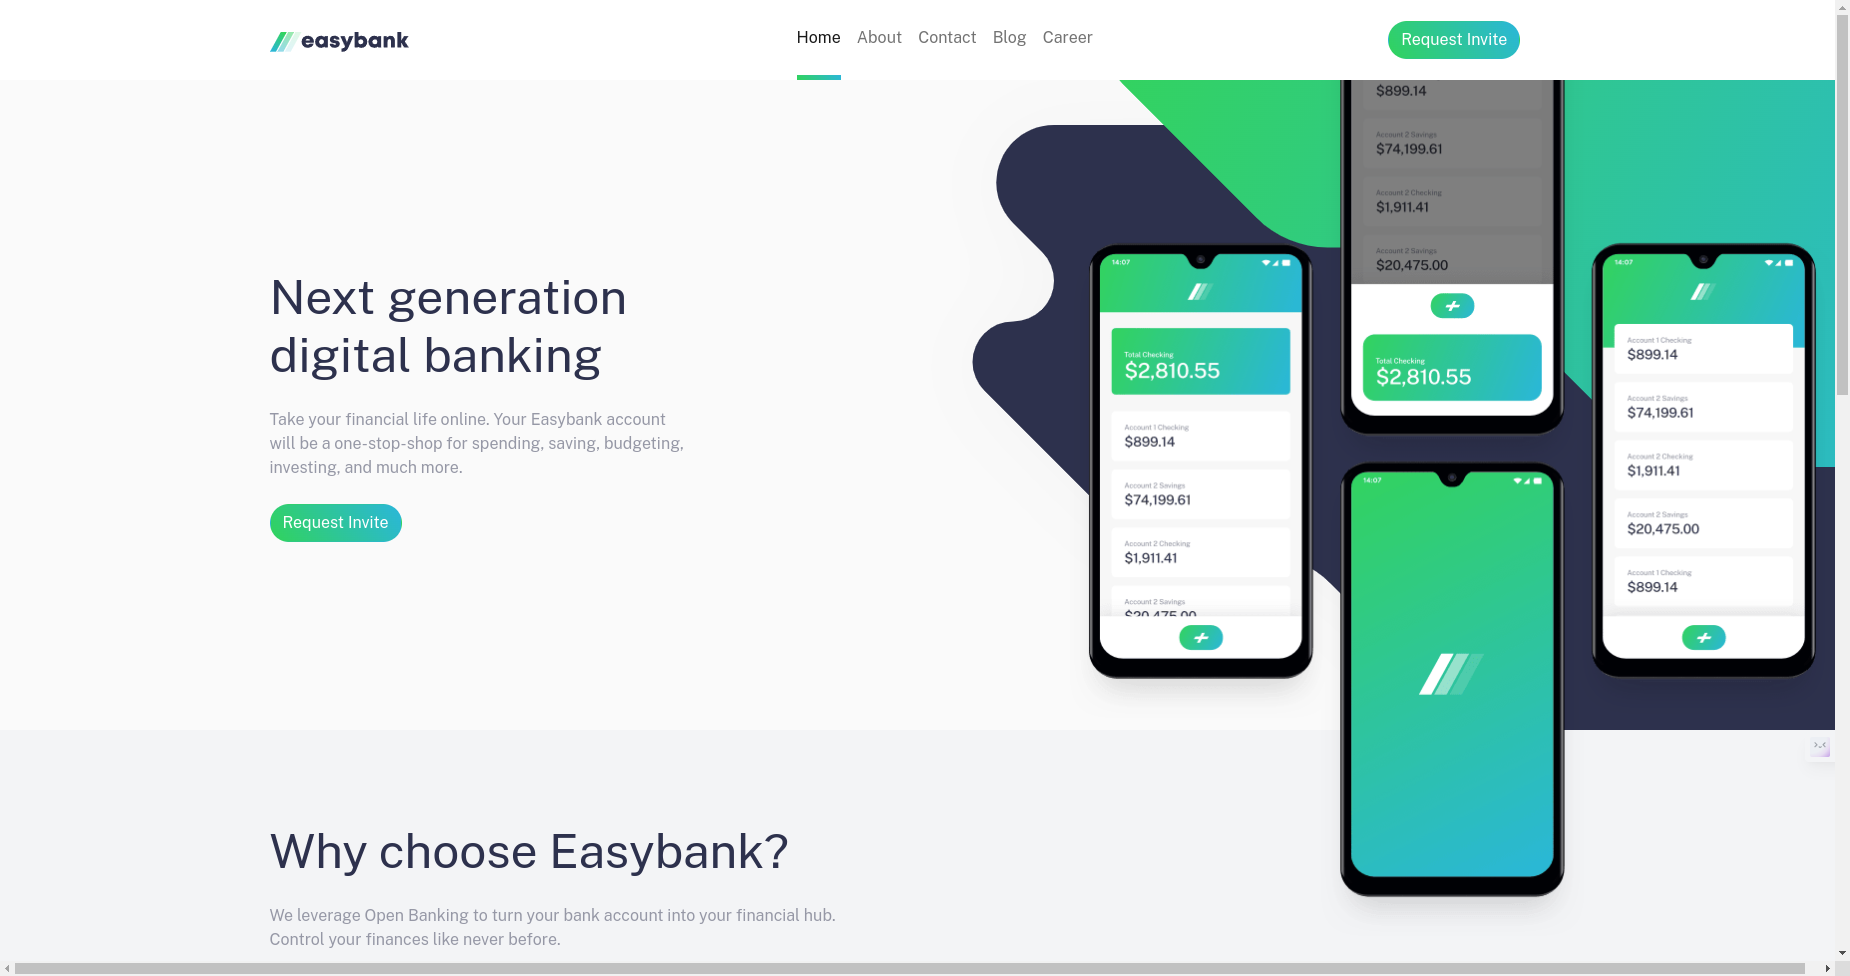 easybank
Home
About
Contact
Blog
Career
Request Invite
Next generation
digital banking
Take your financial life online. Your Easybank account
will be a one-stop-shop for spending, saving, budgeting,
investing, and much more.
Request Invite
14:07
Total Checking
$2,810.55
Account 1 Checking
$899.14
Account 2 Savings
$74,199.61
Account 2 Checking
$1,911.41
Account 2 Savings
$20,475.00
$899.14
Account 2 Savings
$74,199.61
Account 2 Checking
$1,911.41
Account 2 Savings
$20,475.00
Total Checking
$2,810.55
14:07
14:07
Account 1 Checking
$899.14
Account 2 Savings
$74,199.61
Account 2 Checking
$1,911.41
Account 2 Savings
$20,475.00
Account 1 Checking
$899.14
Why choose Easybank?
We leverage Open Banking to turn your bank account into your financial hub.
Control your finances like never before.